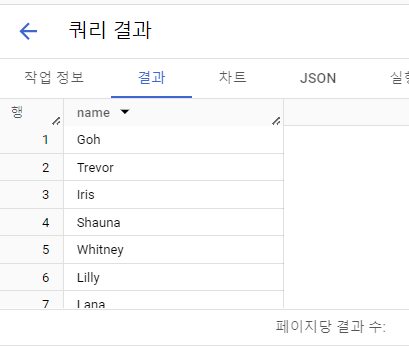 쿼리 결과
작업 정보 결과 차트 JSON 실행
행 name
1 Goh
2 Trevor
3 Iris
4 Shauna
5 Whitney
6 Lilly
7 Lana
페이지당 결과 수: